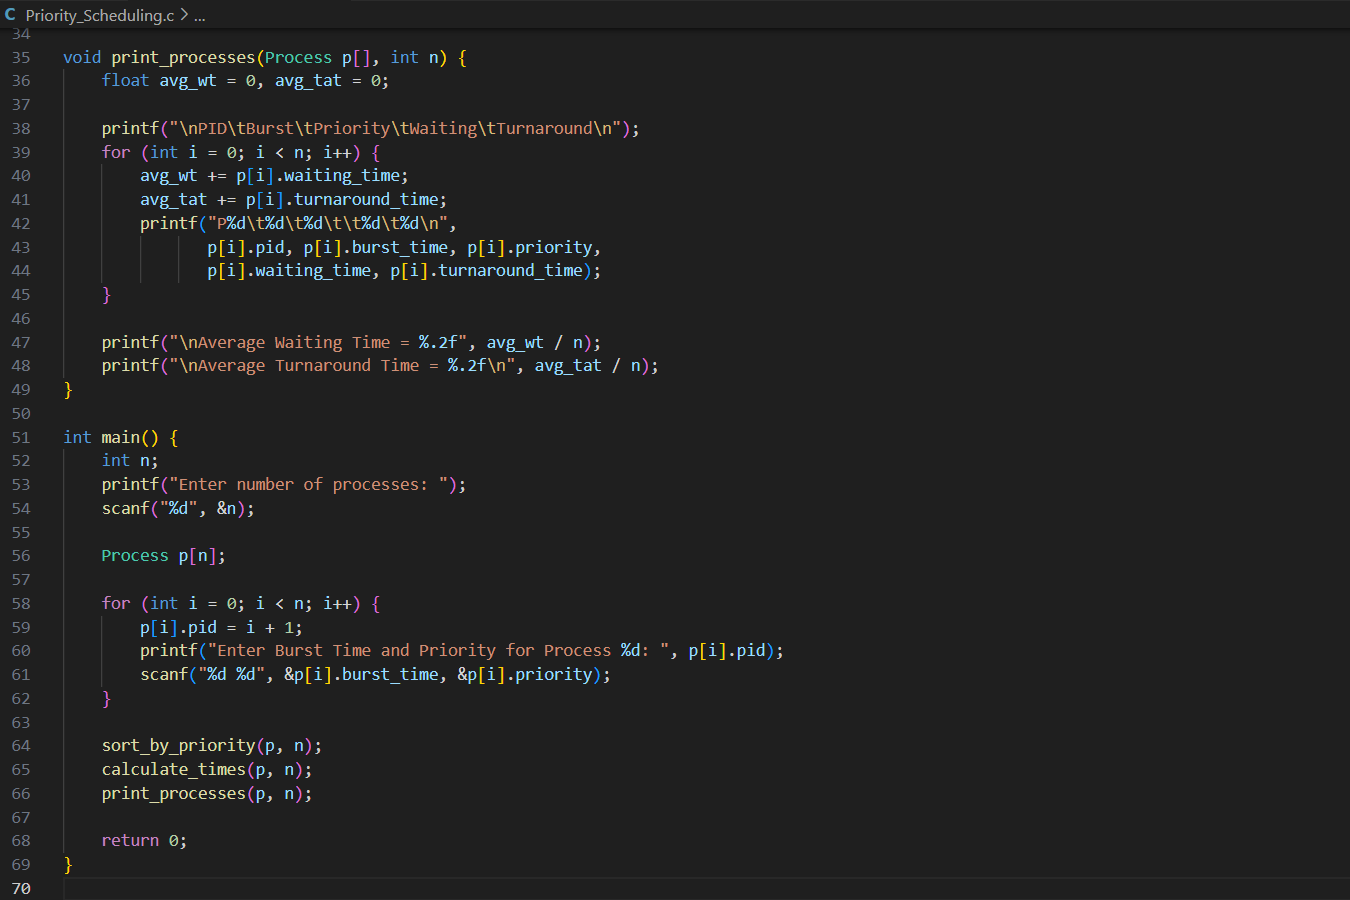 C Priority_Scheduling.c > ...
34
35 void print_processes(Process p[], int n) {
36     float avg_wt = 0, avg_tat = 0;
37
38     printf("\nPID\tBurst\tPriority\tWaiting\tTurnaround\n");
39     for (int i = 0; i < n; i++) {
40         avg_wt += p[i].waiting_time;
41         avg_tat += p[i].turnaround_time;
42         printf("P%d\t%d\t%d\t\t%d\t%d\n",
43                p[i].pid, p[i].burst_time, p[i].priority,
44                p[i].waiting_time, p[i].turnaround_time);
45     }
46
47     printf("\nAverage Waiting Time = %.2f", avg_wt / n);
48     printf("\nAverage Turnaround Time = %.2f\n", avg_tat / n);
49 }
50
51 int main() {
52     int n;
53     printf("Enter number of processes: ");
54     scanf("%d", &n);
55
56     Process p[n];
57
58     for (int i = 0; i < n; i++) {
59         p[i].pid = i + 1;
60         printf("Enter Burst Time and Priority for Process %d: ", p[i].pid);
61         scanf("%d %d", &p[i].burst_time, &p[i].priority);
62     }
63
64     sort_by_priority(p, n);
65     calculate_times(p, n);
66     print_processes(p, n);
67
68     return 0;
69 }
70